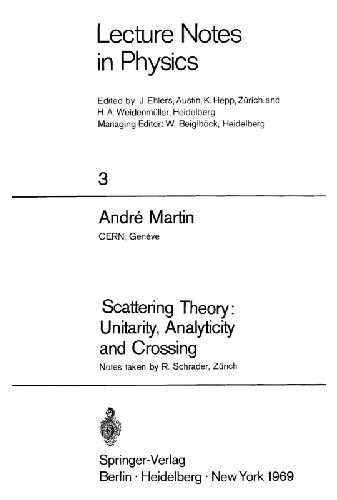 Lecture Notes
in Physics
Edited by J. Ehlers, Austin, K. Hepp, Zürich and
H. A. Weidenmüller, Heidelberg
Managing Editor: W. Beiglböck, Heidelberg
3
André Martin
CERN, Genève
Scattering Theory:
Unitarity, Analyticity
and Crossing
Notes taken by R. Schrader, Zürich
Springer-Verlag
Berlin · Heidelberg · New York 1969